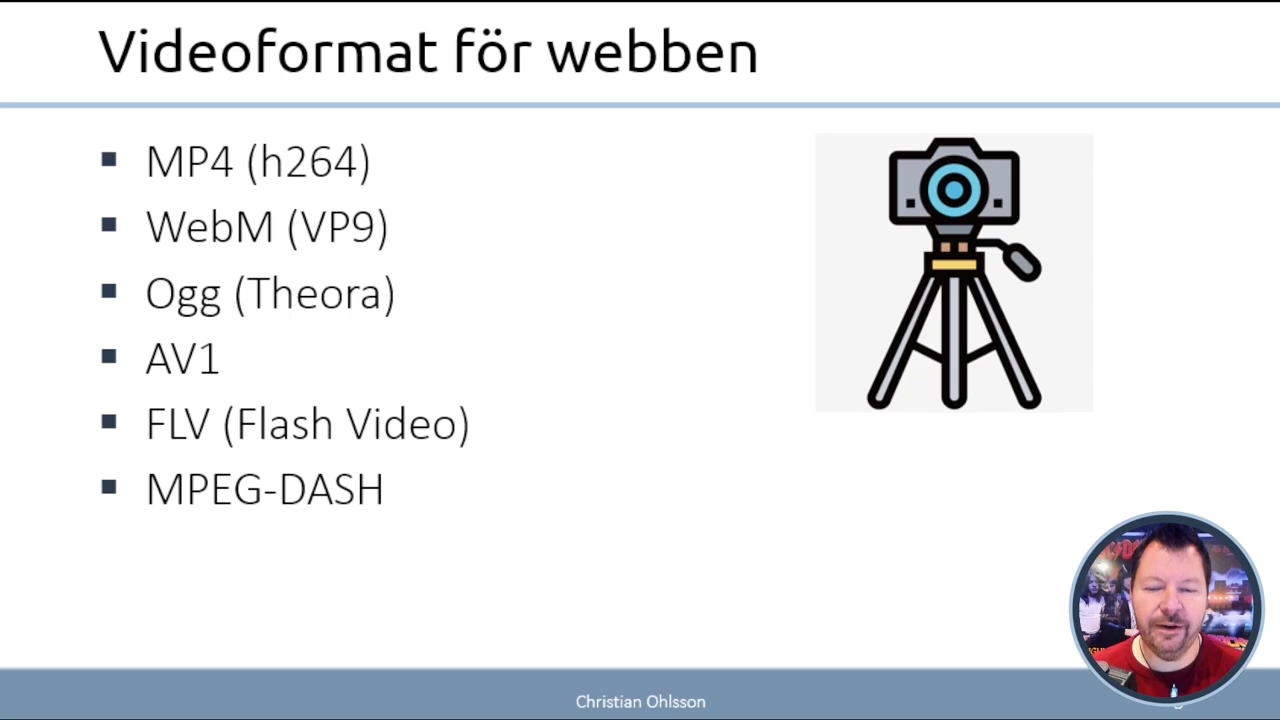 Videoformat för webben
MP4 (h264)
WebM (VP9)
Ogg (Theora)
AV1
FLV (Flash Video)
MPEG-DASH
Christian Ohlsson